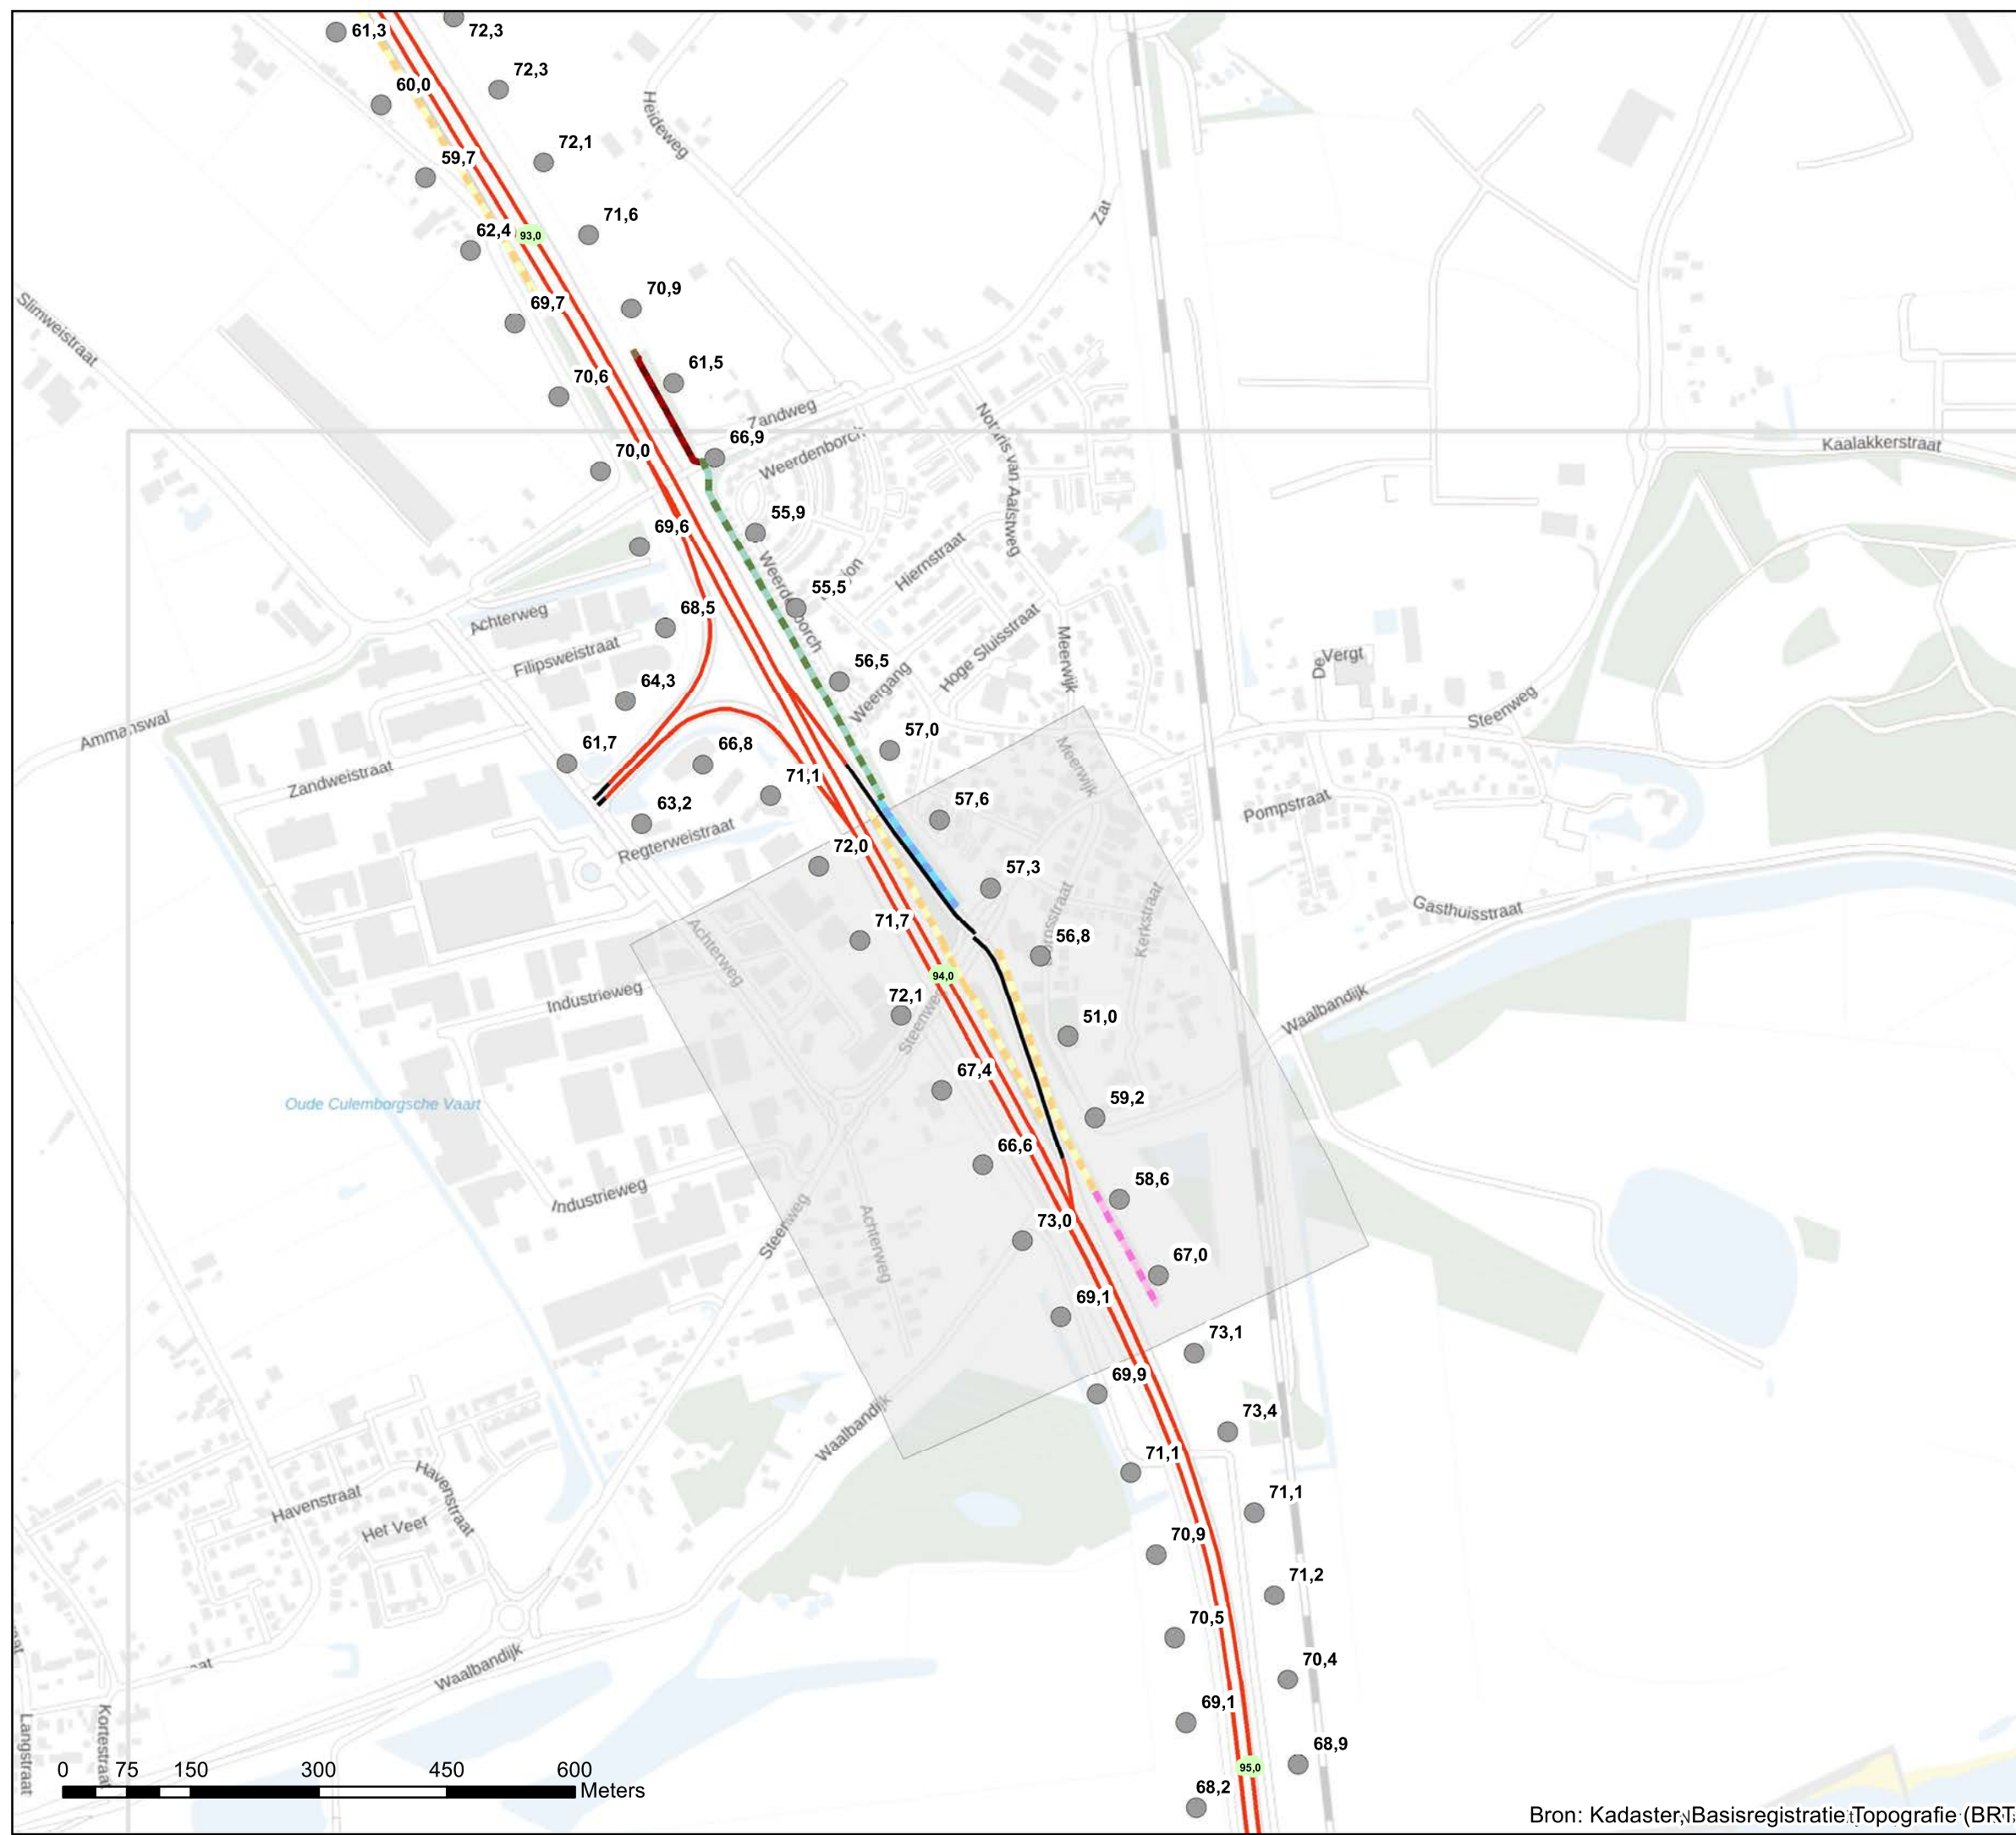 61,3
72,3
72,3
60,0
72,1
59,7
Heideweg
71,6
62,4
93,0
70,9
69,7
Slimweistraat
61,5
70,6
Zandweg
66,9
Weerdenborch
Notaris van Aalstweg
Kaalakkerstraat
70,0
55,9
69,6
Hiernstraat
55,5
Achterweg
68,5
Filipsweistraat
Hoge Sluisstraat
Meerwijk
De Vergt
56,5
64,3
Weergang
Steenweg
Ammanswal
57,0
61,7
66,8
Meerwijk
71,1
Zandweistraat
57,6
Pompstraat
63,2
Regterweistraat
72,0
57,3
Gasthuisstraat
71,7
Kerkstraat
56,8
Achterweg
94,0
72,1
Industrieweg
Steenweg
Waalbandijk
51,0
67,4
Oude Culemborgsche Vaart
59,2
66,6
Industrieweg
58,6
Steenweg
Achterweg
73,0
67,0
69,1
73,1
69,9
Waalbandijk
73,4
71,1
Havenstraat
Havenstraat
Het Veer
71,1
70,9
71,2
70,5
Waalbandijk
70,4
69,1
Langstraat
Kortestraat
68,9
95,0
68,2
0 75 150 300 450 600
Meters
Bron: Kadaster, Basisregistratie Topografie (BRT